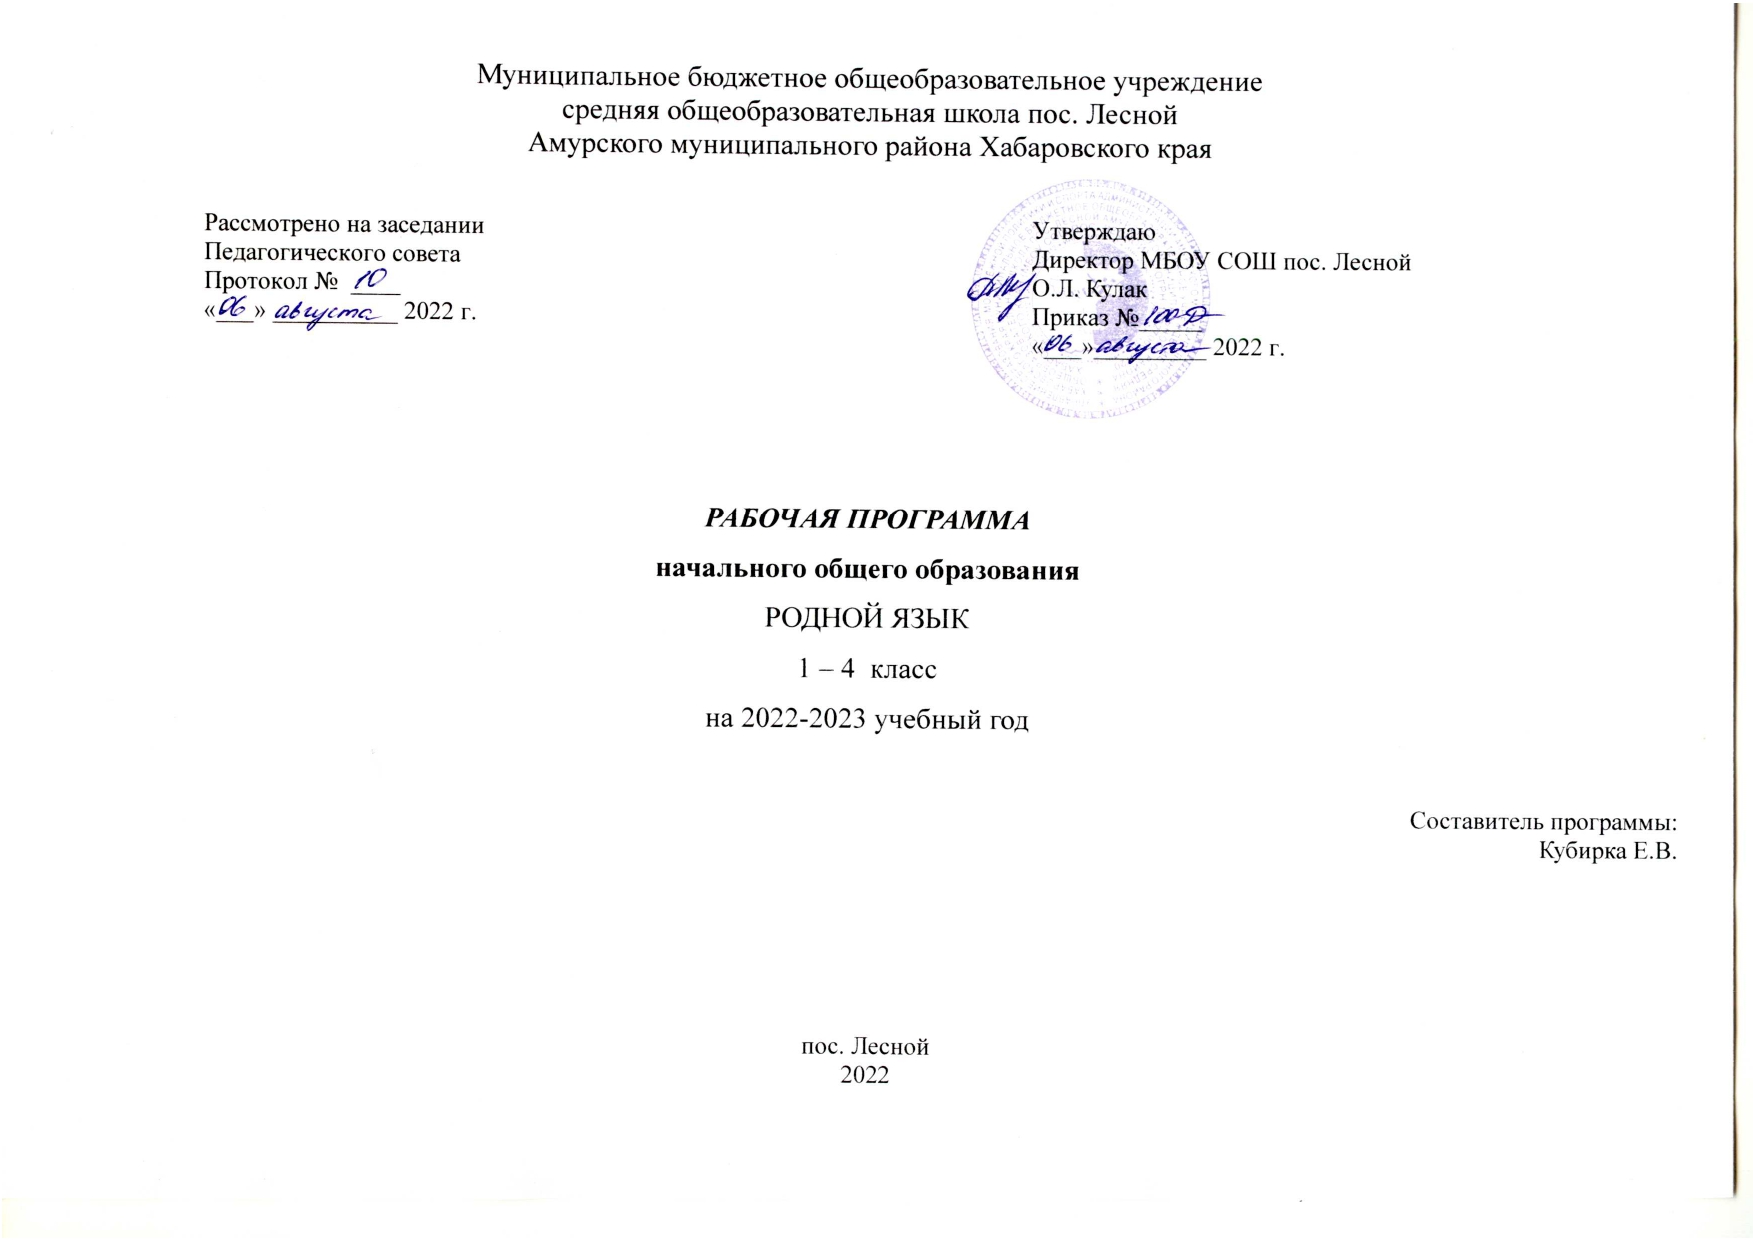 Муниципальное бюджетное общеобразовательное учреждение
средняя общеобразовательная школа пос. Лесной
Амурского муниципального района Хабаровского края
Рассмотрено на заседании
Педагогического совета
Протокол № 10
«06» августа 2022 г.
Утверждаю
Директор МБОУ СОШ пос. Лесной
О.Л. Кулак
Приказ № 100-Д
«06» августа 2022 г.
РАБОЧАЯ ПРОГРАММА
начального общего образования
РОДНОЙ ЯЗЫК
1 – 4 класс
на 2022-2023 учебный год
Составитель программы:
Кубирка Е.В.
пос. Лесной
2022